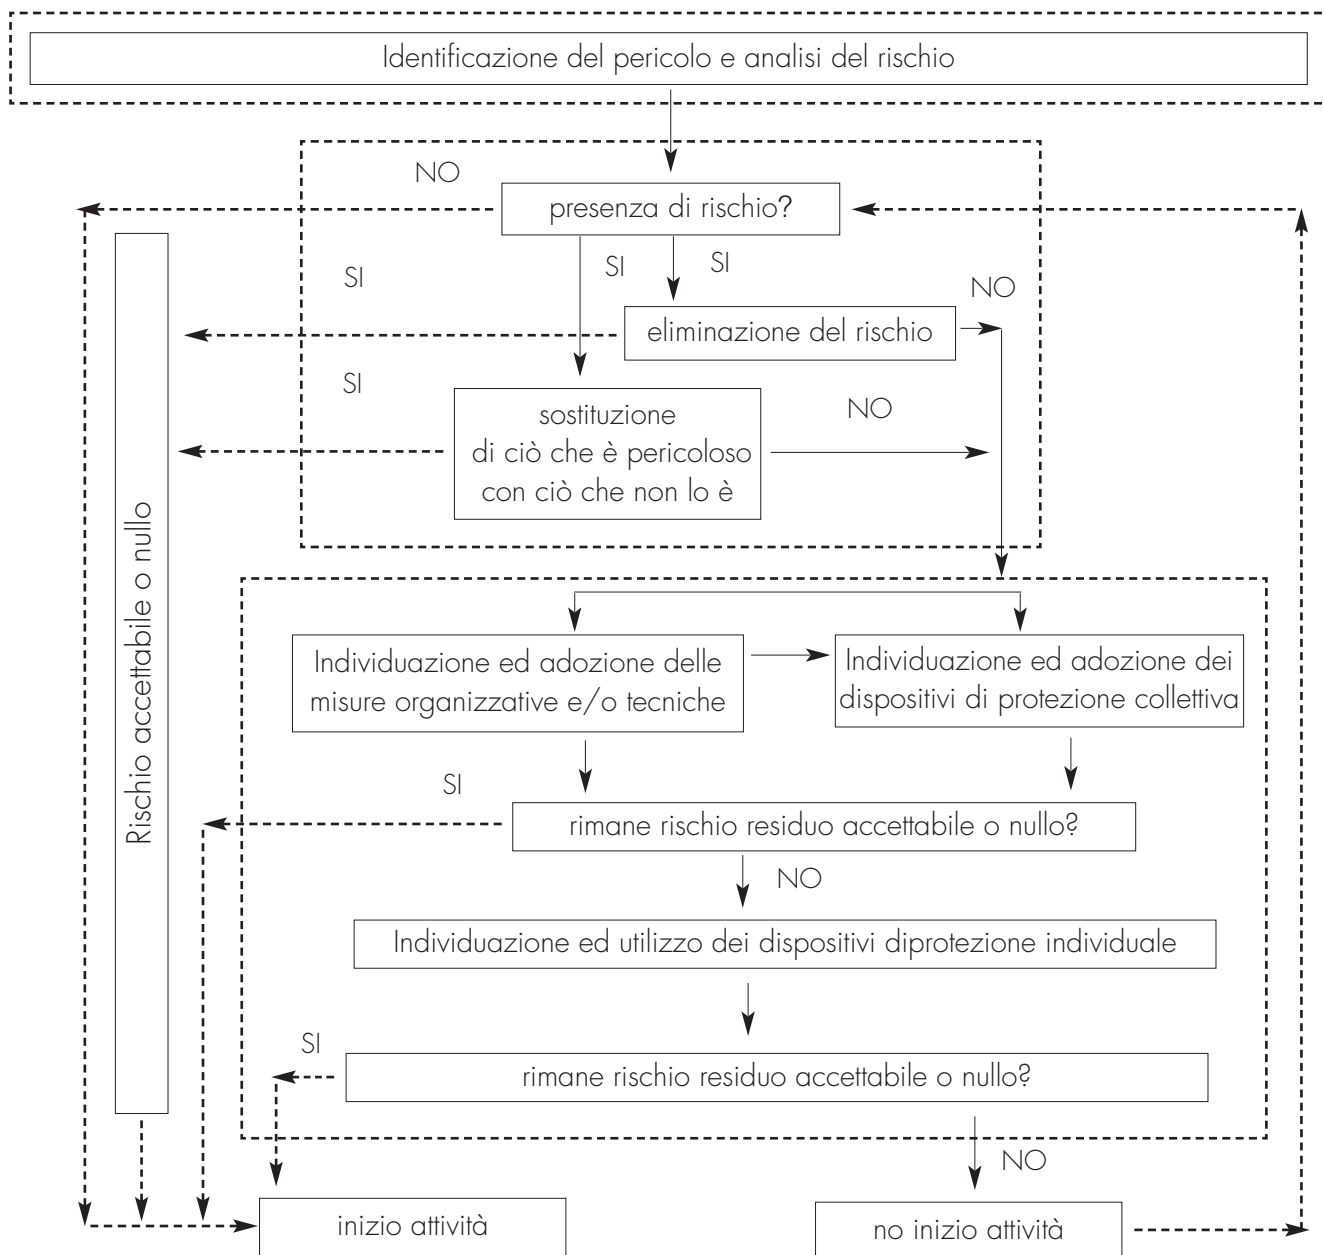 Identificazione del pericolo e analisi del rischio
NO
presenza di rischio?
SI
SI
SI
NO
eliminazione del rischio
SI
NO
sostituzione
di ciò che è pericoloso
con ciò che non lo è
Rischio accettabile o nullo
Individuazione ed adozione delle
misure organizzative e/o tecniche
Individuazione ed adozione dei
dispositivi di protezione collettiva
SI
rimane rischio residuo accettabile o nullo?
NO
Individuazione ed utilizzo dei dispositivi diprotezione individuale
SI
rimane rischio residuo accettabile o nullo?
NO
inizio attività
no inizio attività